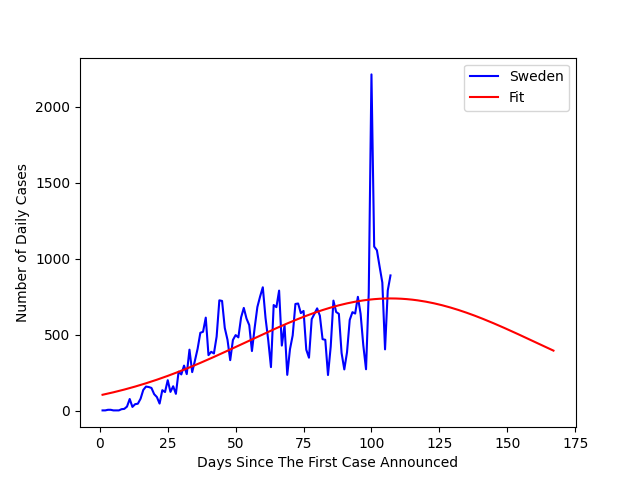 Sweden
Fit
2000
1500
1000
500
0
Number of Daily Cases
0 25 50 75 100 125 150 175
Days Since The First Case Announced